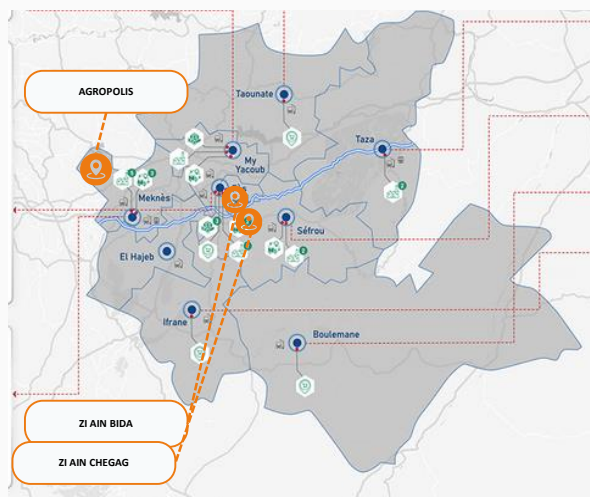 AGROPOLIS
Taounate
Taza
My
Yacoub
Meknès
Séfrou
El Hajeb
Ifrane
Boulemane
ZI AIN BIDA
ZI AIN CHEGAG